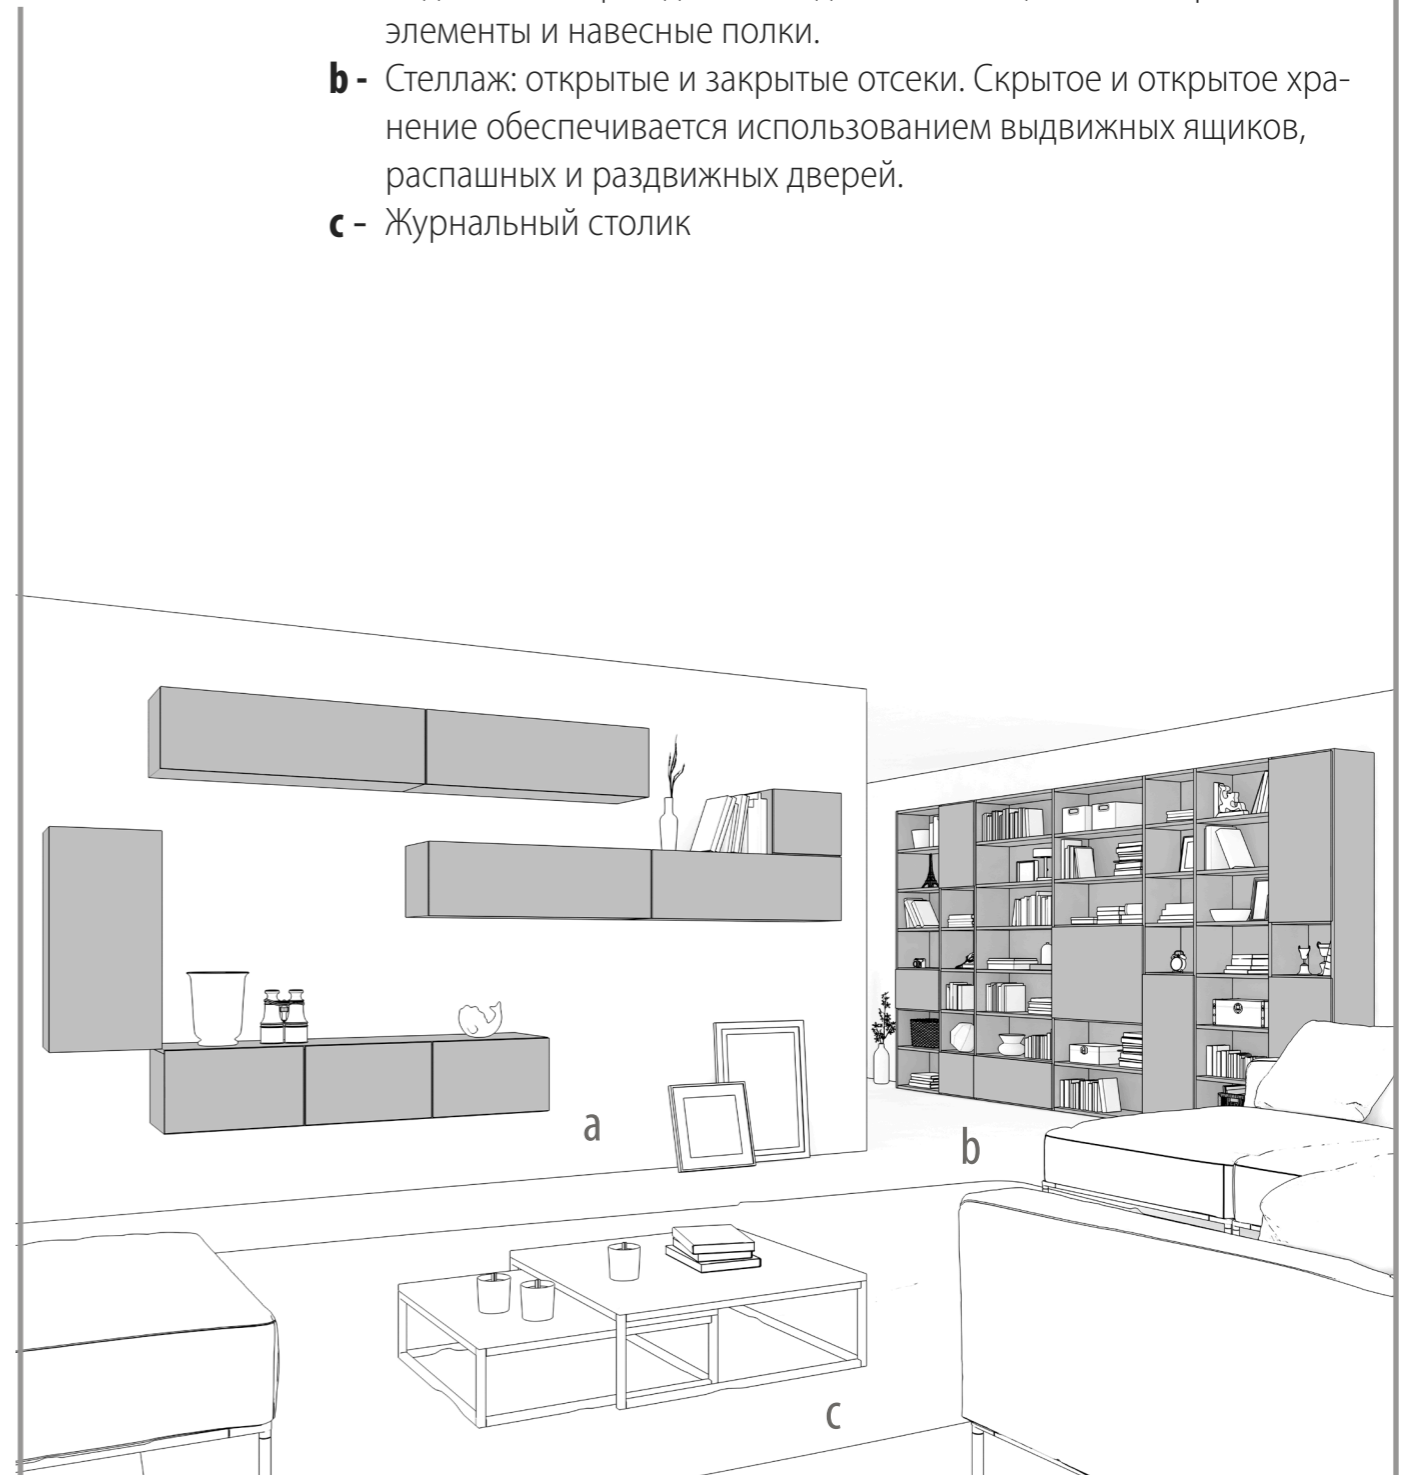 элементы и навесные полки.
b - Стеллаж: открытые и закрытые отсеки. Скрытое и открытое хра-
нение обеспечивается использованием выдвижных ящиков,
распашных и раздвижных дверей.
c - Журнальный столик
a
b
c